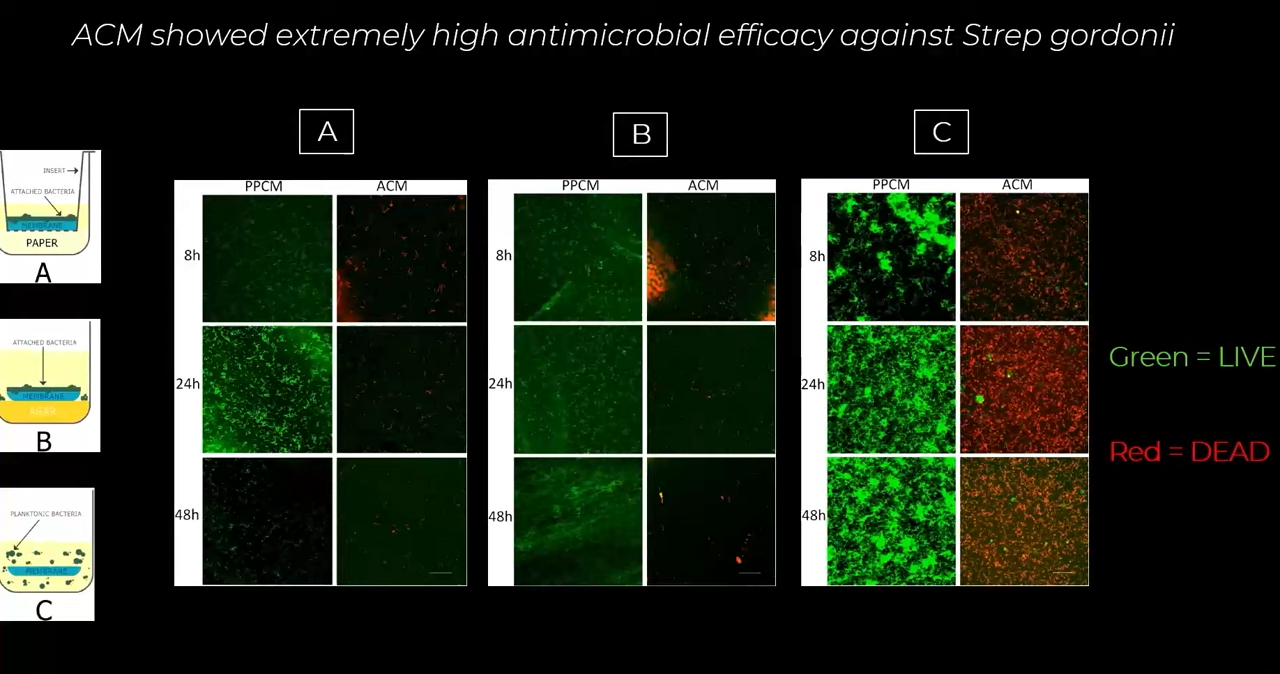 ACM showed extremely high antimicrobial efficacy against Strep gordonii
A
B
C
INSERT
ATTACHED BACTERIA
MEMBRANE
PAPER
A
ATTACHED BACTERIA
MEMBRANE
B
PLANKTONIC BACTERIA
MEMBRANE
C
PPCM ACM
8h
24h
48h
PPCM ACM
8h
24h
48h
PPCM ACM
8h
24h
48h
Green = LIVE
Red = DEAD